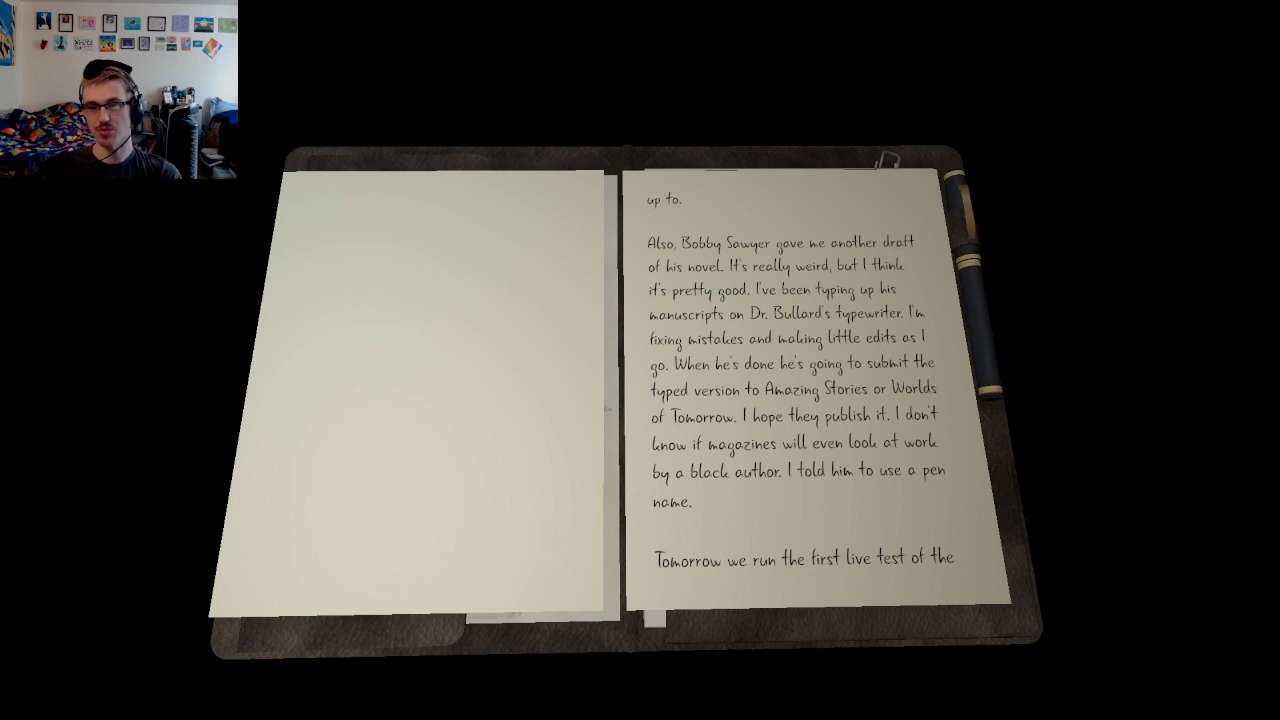 up to.
Also, Bobby Sawyer gave me another draft
of his novel. It's really weird, but I think
it's pretty good. I've been typing up his
manuscripts on Dr. Bullard's typewriter. I'm
fixing mistakes and making little edits as I
go. When he's done he's going to submit the
typed version to Amazing Stories or Worlds
of Tomorrow. I hope they publish it. I don't
know if magazines will even look at work
by a black author. I told him to use a pen
name.
Tomorrow we run the first live test of the